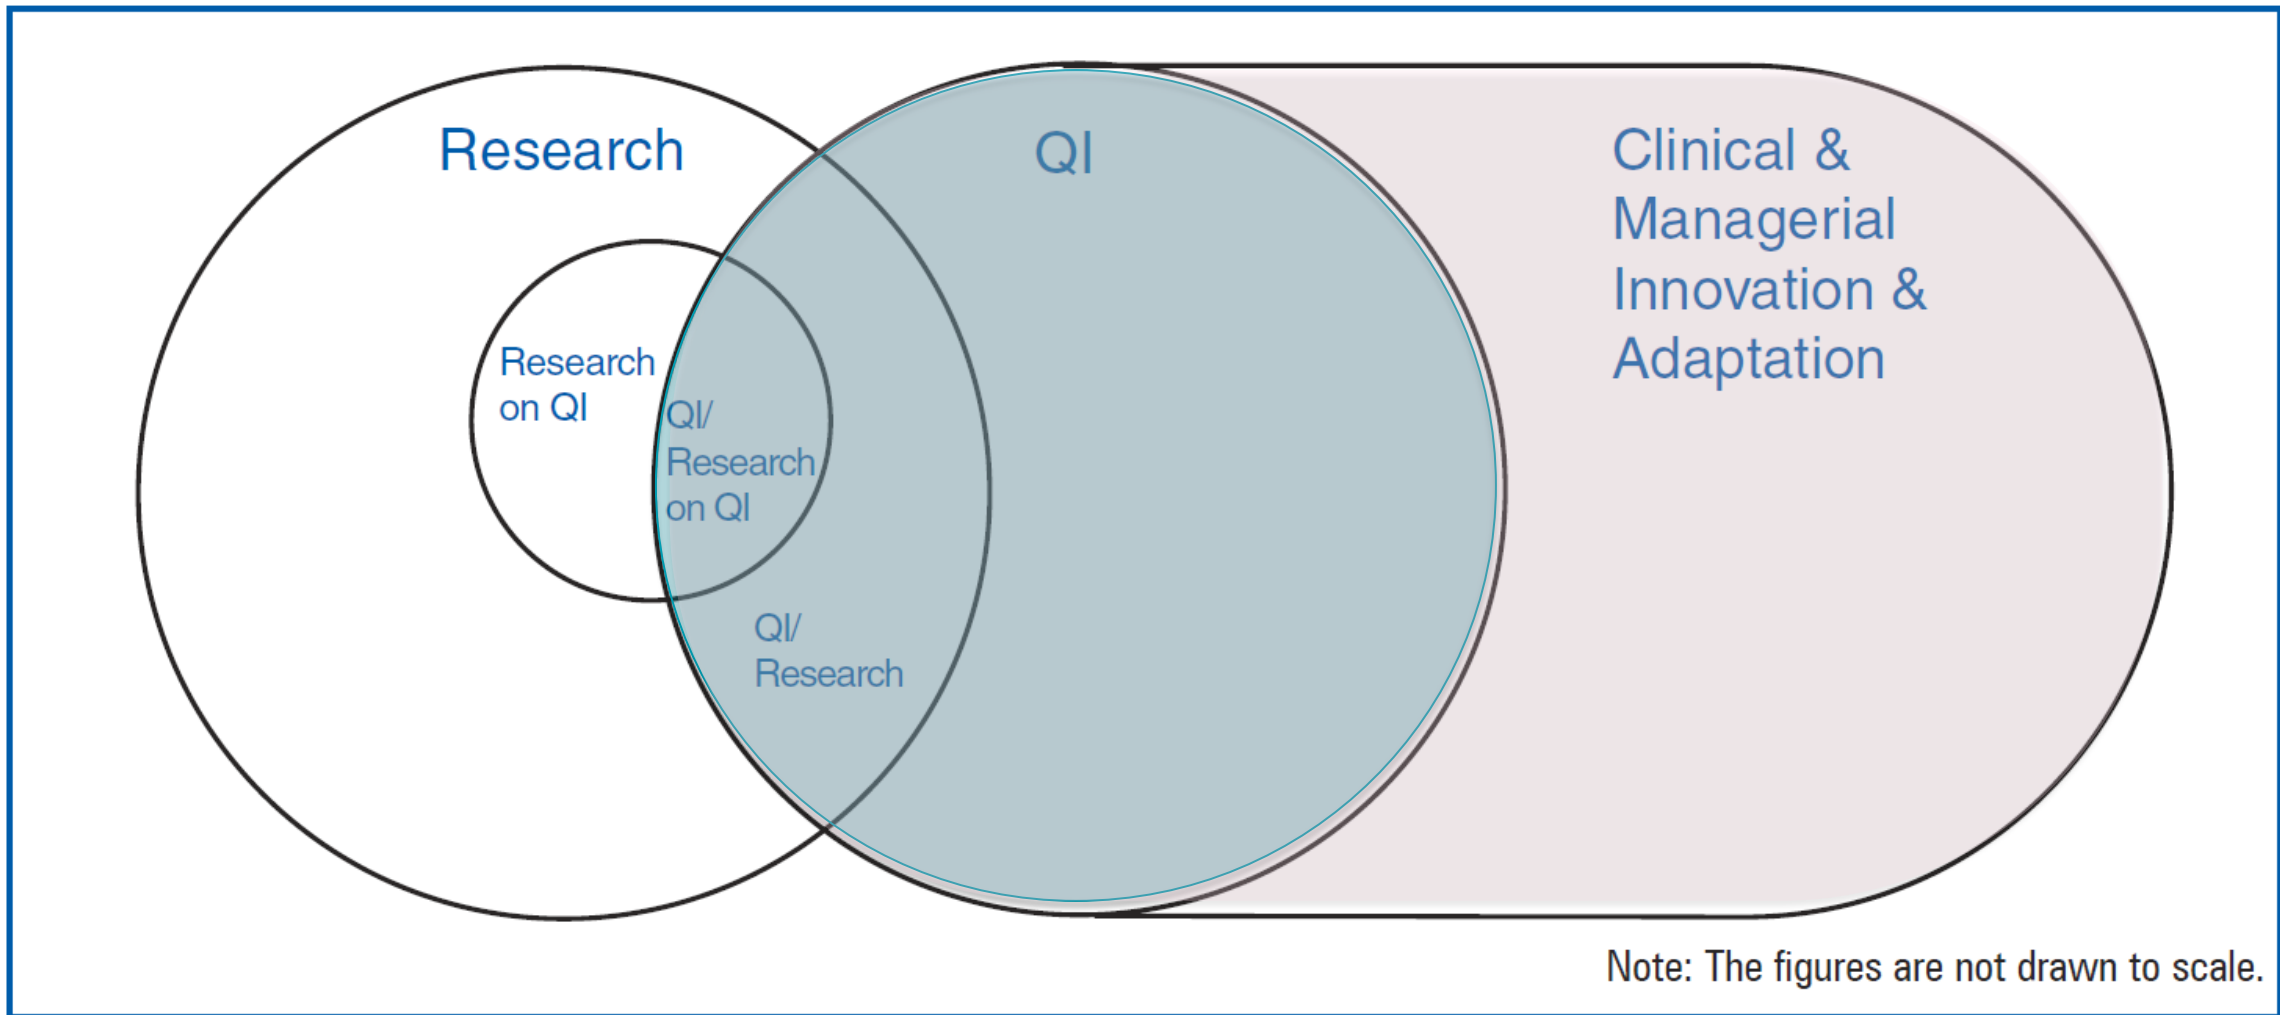 Research
QI
Clinical &
Managerial
Innovation &
Adaptation
Research
on QI
QI/
Research
on QI
QI/
Research
Note: The figures are not drawn to scale.